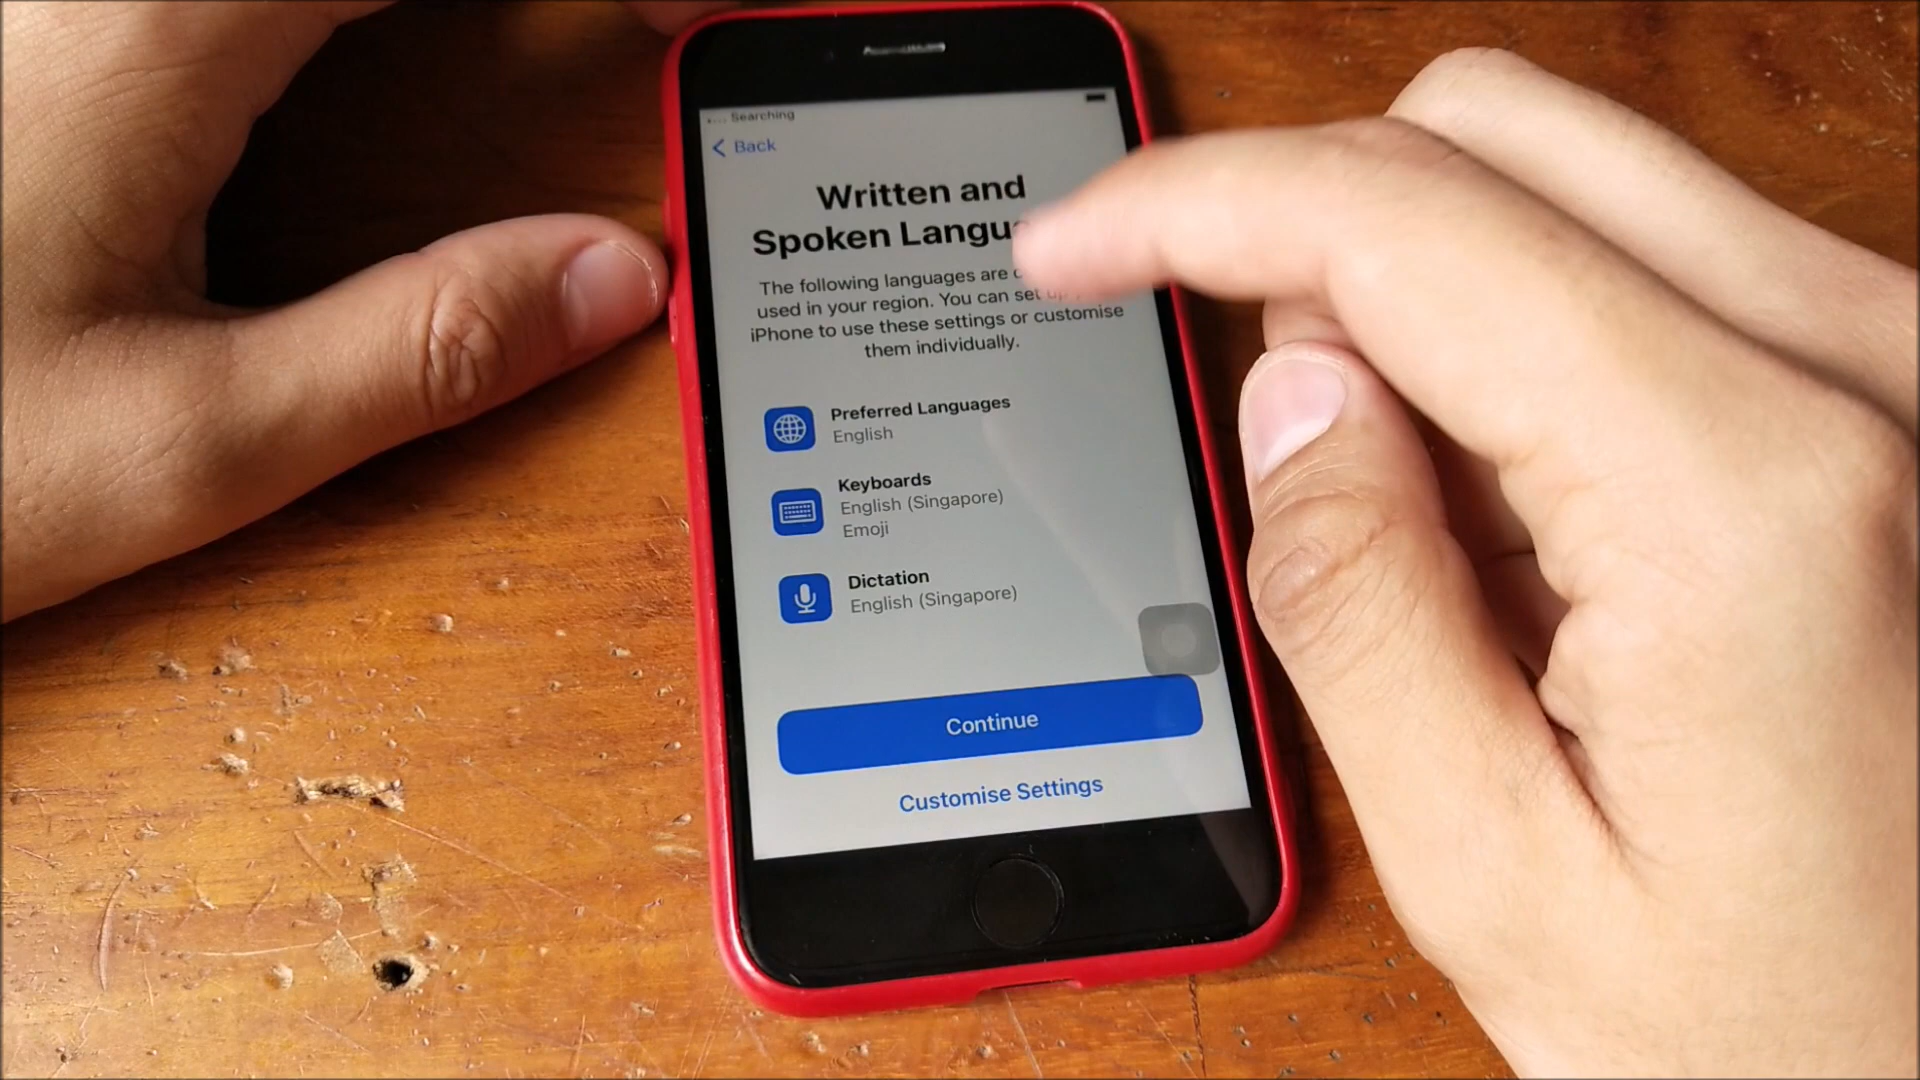 Searching
Back
Written and
Spoken
The following languages are
used in your region. You can set
iPhone to use these settings or customise
them individually.
Preferred Languages
English
Keyboards
English (Singapore)
Emoji
Dictation
English (Singapore)
Continue
Customise Settings